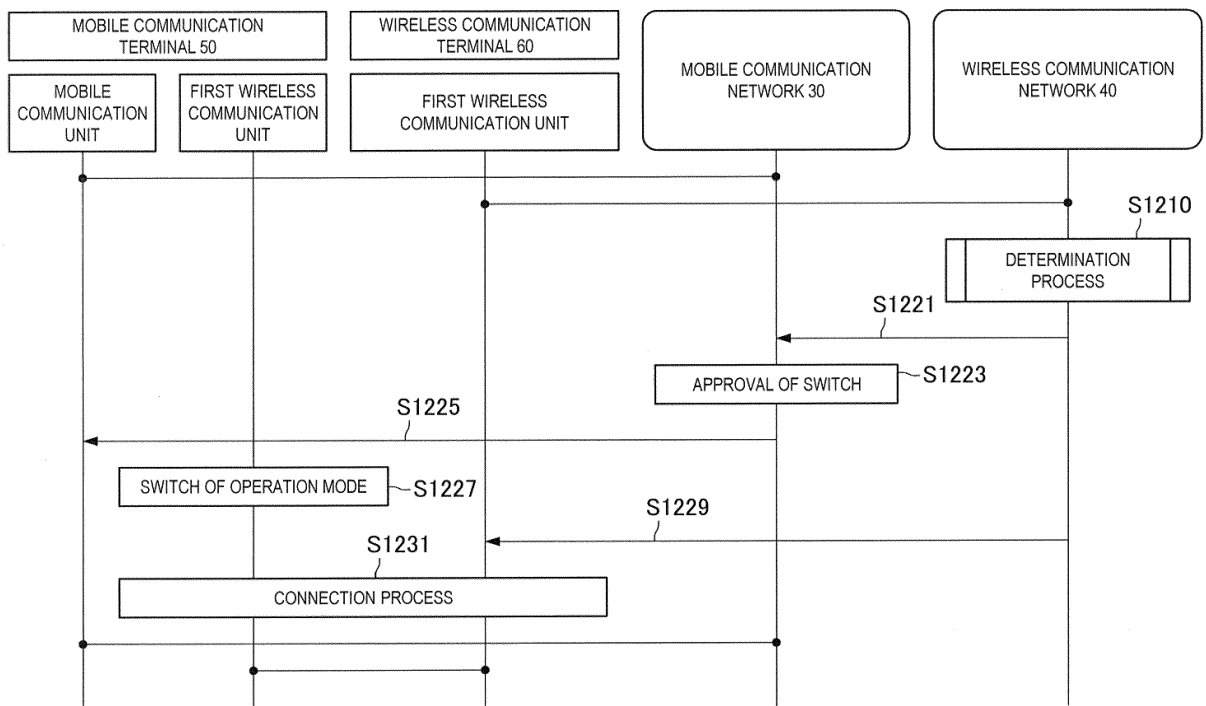 MOBILE COMMUNICATION
TERMINAL 50
WIRELESS COMMUNICATION
TERMINAL 60
MOBILE COMMUNICATION
NETWORK 30
WIRELESS COMMUNICATION
NETWORK 40
MOBILE
COMMUNICATION
UNIT
FIRST WIRELESS
COMMUNICATION
UNIT
FIRST WIRELESS
COMMUNICATION UNIT
S1210
DETERMINATION
PROCESS
S1221
APPROVAL OF SWITCH
S1223
S1225
SWITCH OF OPERATION MODE
S1227
S1229
S1231
CONNECTION PROCESS